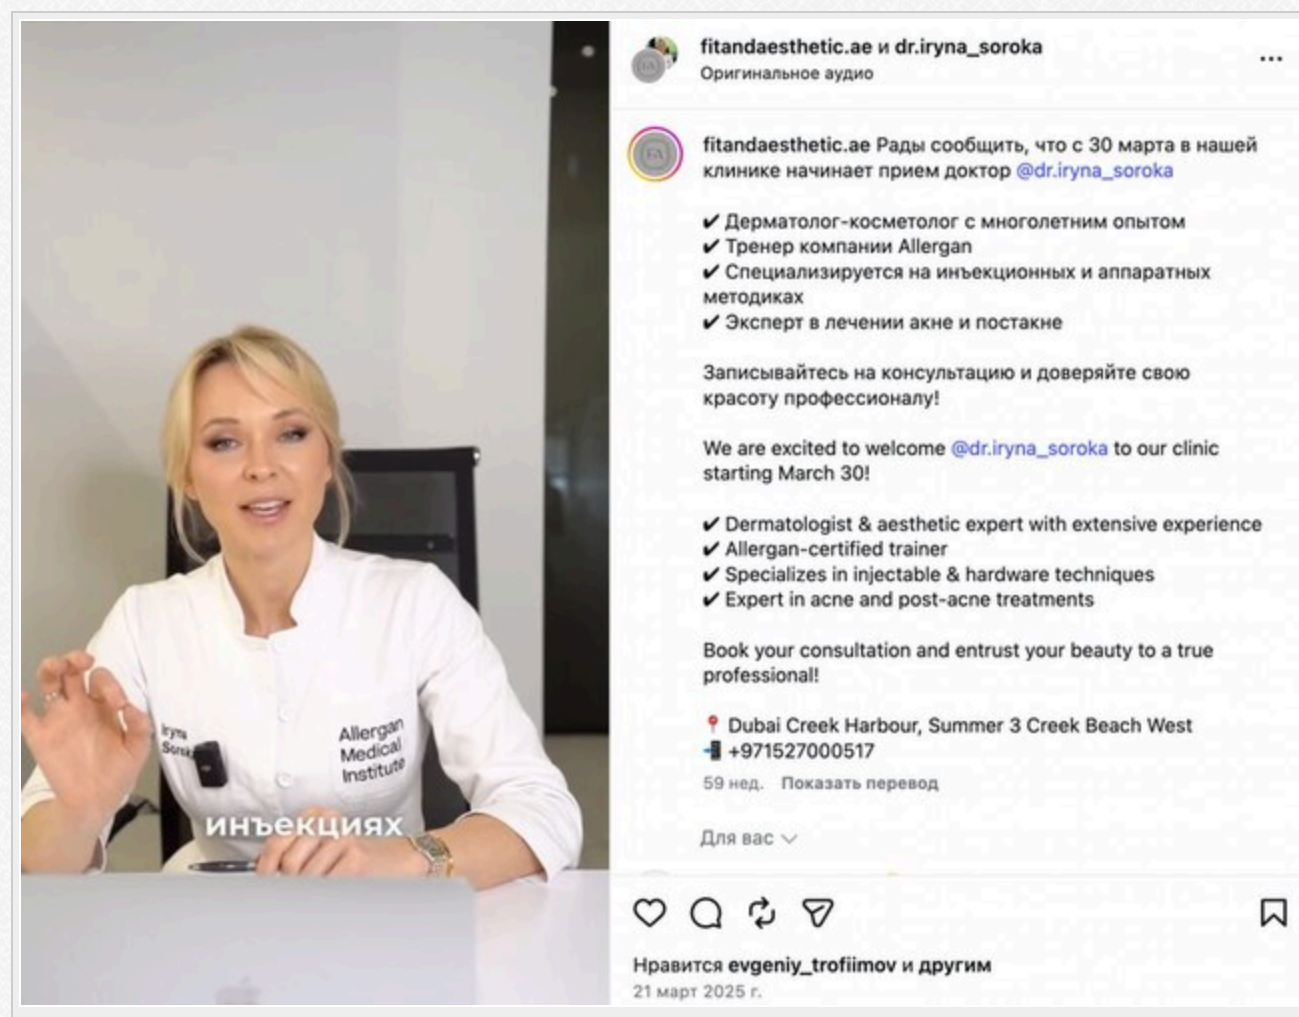 fitandaesthetic.ae и dr.iryna_soroka
Оригинальное аудио
fitandaesthetic.ae Рады сообщить, что с 30 марта в нашей
клинике начинает прием доктор @dr.iryna_soroka
✔ Дерматолог-косметолог с многолетним опытом
✔ Тренер компании Allergan
✔ Специализируется на инъекционных и аппаратных
методиках
✔ Эксперт в лечении акне и постакне
Записывайтесь на консультацию и доверяйте свою
красоту профессионалу!
We are excited to welcome @dr.iryna_soroka to our clinic
starting March 30!
✔ Dermatologist & aesthetic expert with extensive experience
✔ Allergan-certified trainer
✔ Specializes in injectable & hardware techniques
✔ Expert in acne and post-acne treatments
Book your consultation and entrust your beauty to a true
professional!
📍 Dubai Creek Harbour, Summer 3 Creek Beach West
📲 +971527000517
59 нед. Показать перевод
Для вас
Нравится evgeniy_trofiimov и другим
21 март 2025 г.
Iryna
Allergan
Medical
Institute
инъекциях